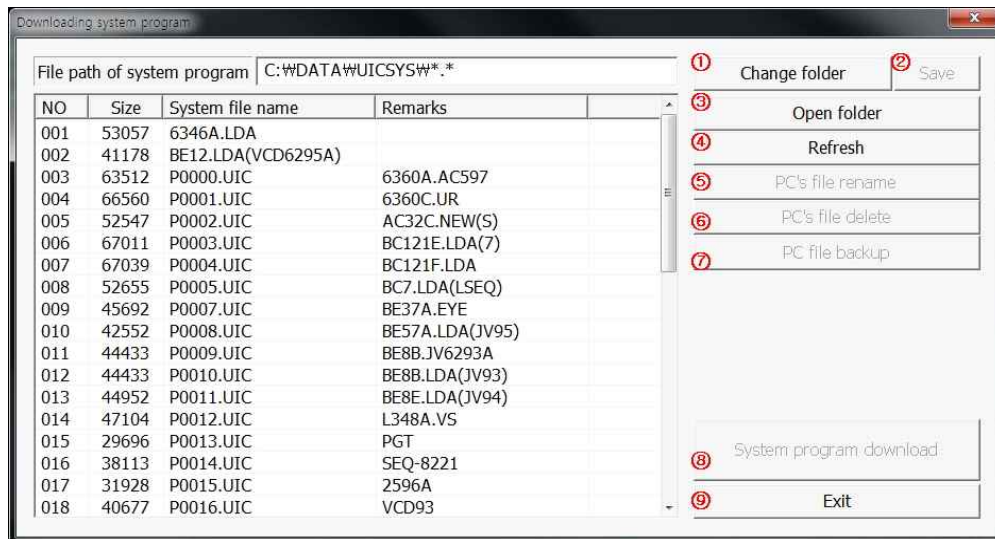 Downloading system program
File path of system program C:₩DATA₩UICSYS₩*.*
① Change folder ② Save
③ Open folder
④ Refresh
⑤ PC's file rename
⑥ PC's file delete
⑦ PC file backup
NO Size System file name Remarks
001 53057 6346A.LDA
002 41178 BE12.LDA(VCD6295A)
003 63512 P0000.UIC 6360A.AC597
004 66560 P0001.UIC 6360C.UR
005 52547 P0002.UIC AC32C.NEW(S)
006 67011 P0003.UIC BC121E.LDA(7)
007 67039 P0004.UIC BC121F.LDA
008 52655 P0005.UIC BC7.LDA(LSEQ)
009 45692 P0007.UIC BE37A.EYE
010 42552 P0008.UIC BE57A.LDA(JV95)
011 44433 P0009.UIC BE8B.JV6293A
012 44433 P0010.UIC BE8B.LDA(JV93)
013 44952 P0011.UIC BE8E.LDA(JV94)
014 47104 P0012.UIC L348A.VS
015 29696 P0013.UIC PGT
016 38113 P0014.UIC SEQ-8221
017 31928 P0015.UIC 2596A
018 40677 P0016.UIC VCD93
⑧ System program download
⑨ Exit